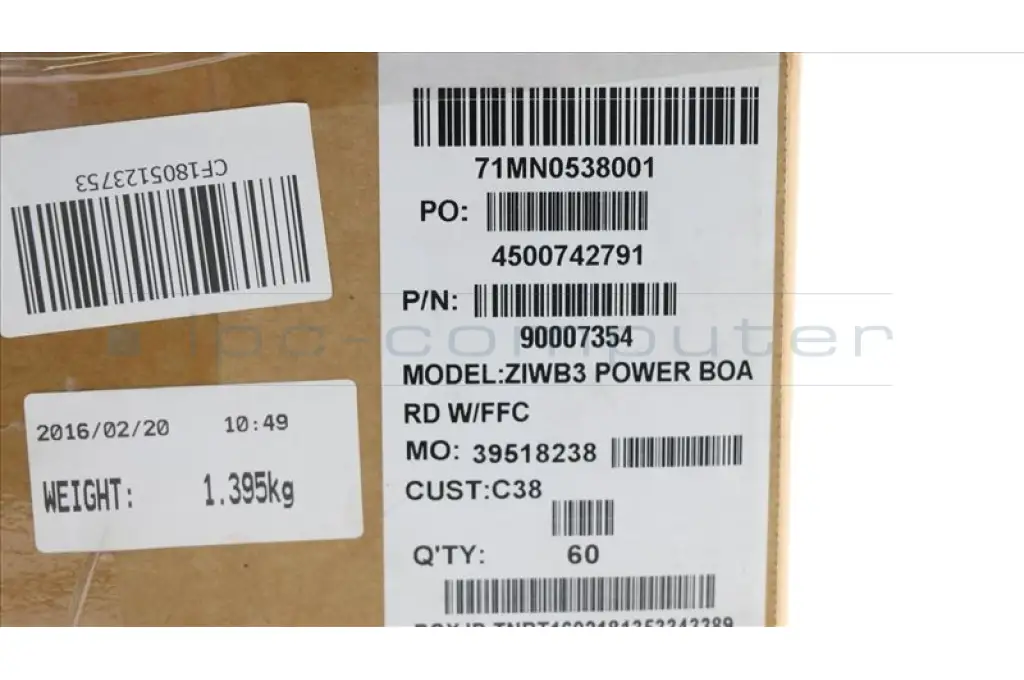 CF1805123753
2016/02/20 10:49
WEIGHT: 1.395kg
71MN0538001
PO:
4500742791
P/N:
90007354
MODEL:ZIWB3 POWER BOA
RD W/FFC
MO: 39518238
CUST:C38
Q'TY: 60
ipc-computer